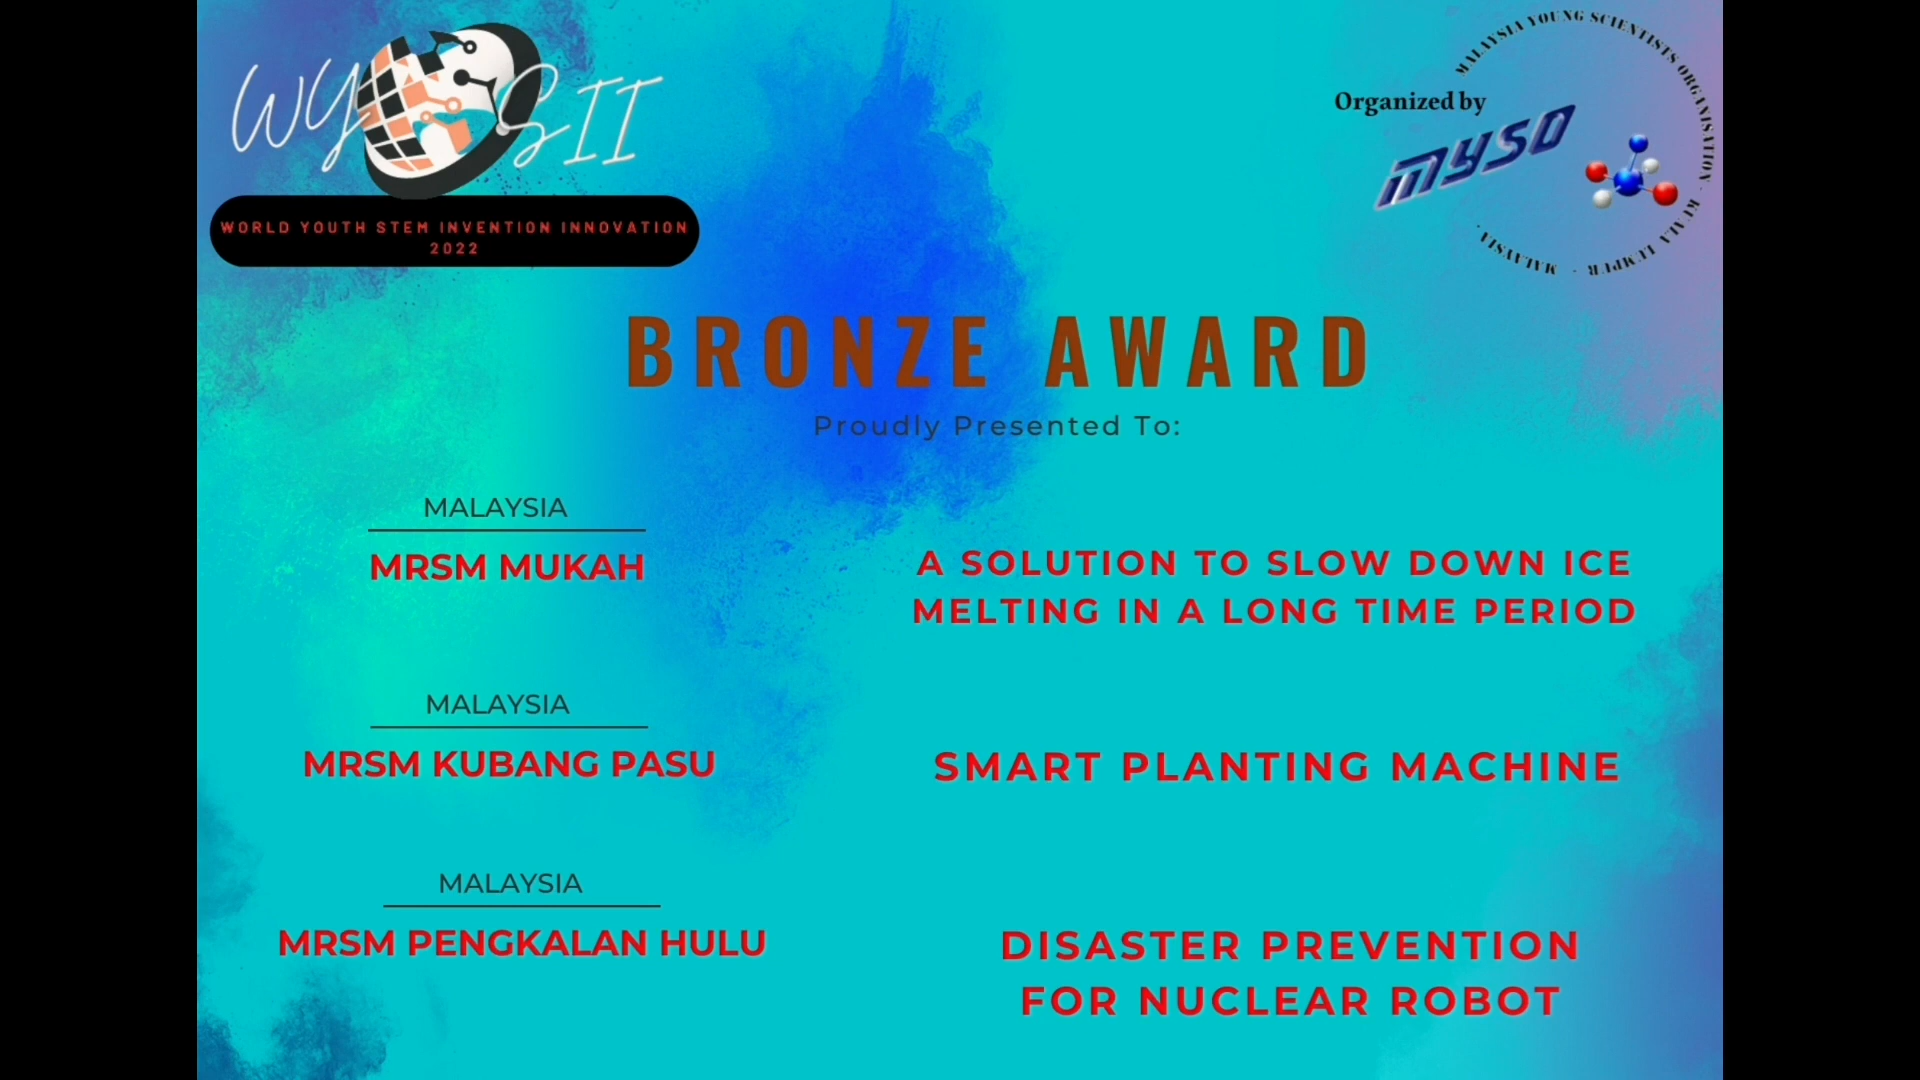 WYSII
WORLD YOUTH STEM INVENTION INNOVATION
2022
Organized by
MYSO
MALAYSIA YOUNG SCIENTISTS ORGANISATION · KUALA LUMPUR · MALAYSIA ·
BRONZE AWARD
Proudly Presented To:
MALAYSIA
MRSM MUKAH
A SOLUTION TO SLOW DOWN ICE
MELTING IN A LONG TIME PERIOD
MALAYSIA
MRSM KUBANG PASU
SMART PLANTING MACHINE
MALAYSIA
MRSM PENGKALAN HULU
DISASTER PREVENTION
FOR NUCLEAR ROBOT